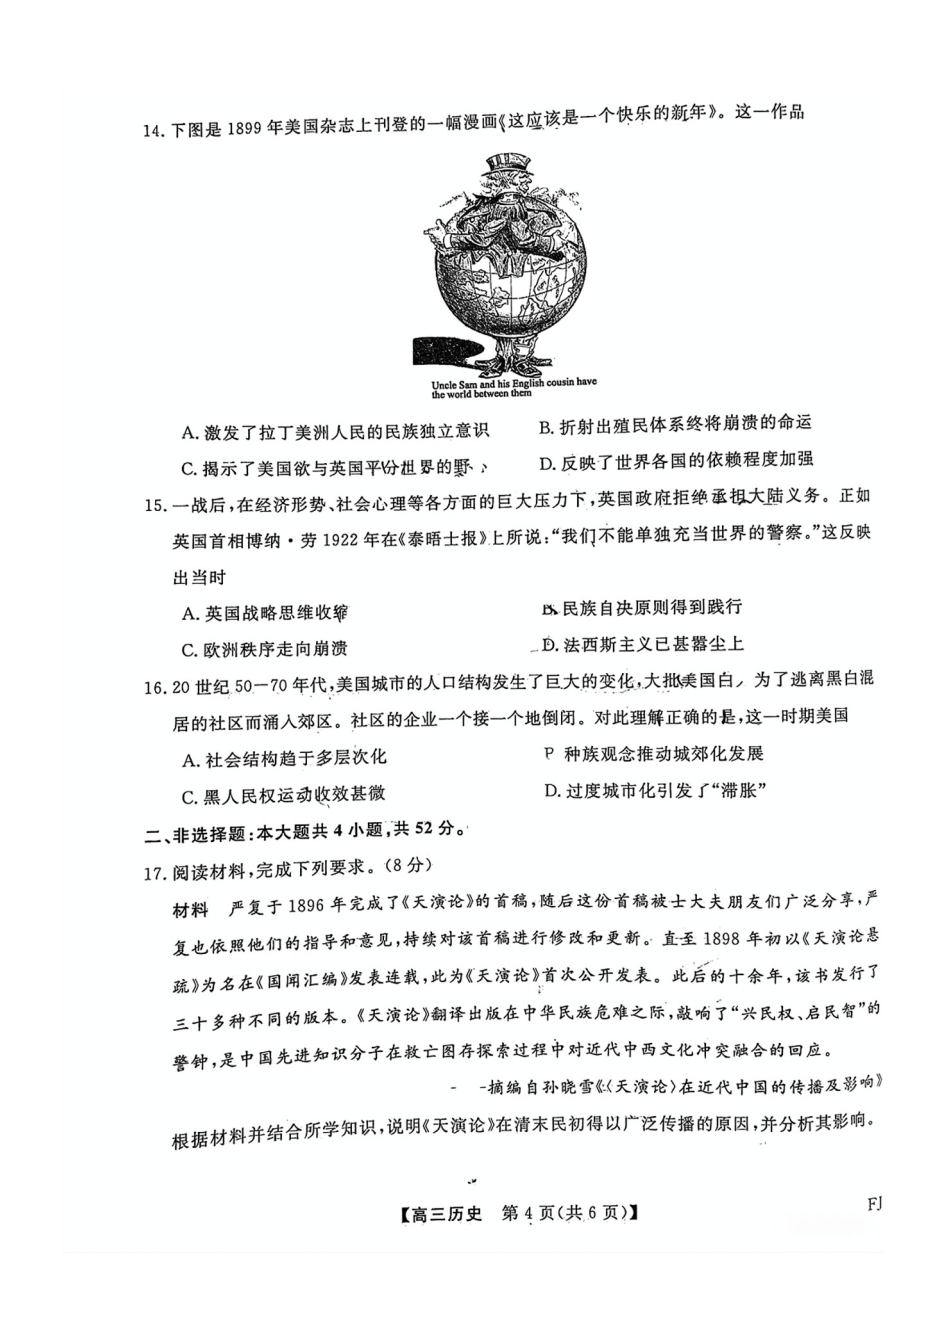 14. 下图是 1899 年美国杂志上刊登的一幅漫画《这应该是一个快乐的新年》。这一作品
Uncle Sam and his English cousin have
the world between them
A. 激发了拉丁美洲人民的民族独立意识
B. 折射出殖民体系终将崩溃的命运
C. 揭示了美国欲与英国平分世界的野
D. 反映了世界各国的依赖程度加强
15. 一战后,在经济形势、社会心理等各方面的巨大压力下,英国政府拒绝承担大陆义务。正如
英国首相博纳·劳 1922 年在《泰晤士报》上所说:“我们不能单独充当世界的警察。”这反映
出当时
A. 英国战略思维收缩
B. 民族自决原则得到践行
C. 欧洲秩序走向崩溃
D. 法西斯主义已甚嚣尘上
16. 20 世纪 50—70 年代,美国城市的人口结构发生了巨大的变化,大批美国白 为了逃离黑白混
居的社区而涌入郊区。社区的企业一个接一个地倒闭。对此理解正确的是,这一时期美国
A. 社会结构趋于多层次化
种族观念推动城郊化发展
C. 黑人民权运动收效甚微
D. 过度城市化引发了“滞胀”
二、非选择题:本大题共 4 小题,共 52 分。
17. 阅读材料,完成下列要求。(8 分)
材料 严复于 1896 年完成了《天演论》的首稿,随后这份首稿被士大夫朋友们广泛分享,严
复也依照他们的指导和意见,持续对该首稿进行修改和更新。直至 1898 年初以《天演论悬
疏》为名在《国闻汇编》发表连载,此为《天演论》首次公开发表。此后的十余年,该书发行了
三十多种不同的版本。《天演论》翻译出版在中华民族危难之际,敲响了“兴民权、启民智”的
警钟,是中国先进知识分子在救亡图存探索过程中对近代中西文化冲突融合的回应。
- -摘编自孙晓雪《〈天演论〉在近代中国的传播及影响》
根据材料并结合所学知识,说明《天演论》在清末民初得以广泛传播的原因,并分析其影响。
【高三历史 第 4 页(共 6 页)】
FJ